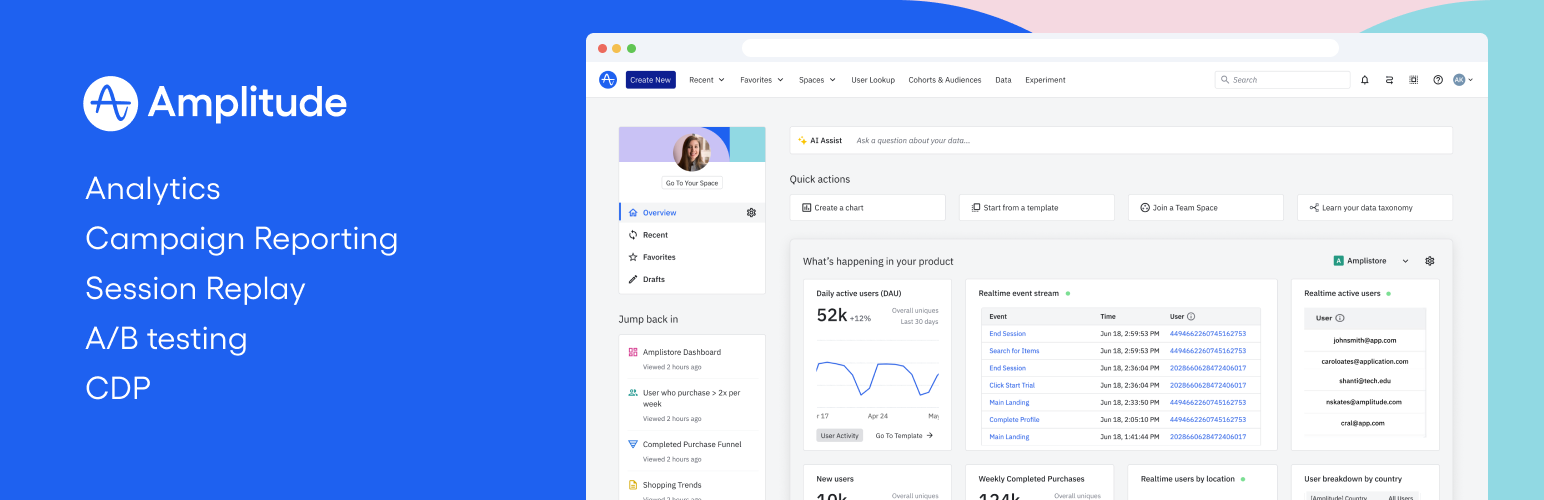 Amplitude
Analytics
Campaign Reporting
Session Replay
A/B testing
CDP
Create New
Recent
Favorites
Spaces
User Lookup
Cohorts & Audiences
Data
Experiment
Search
AK
Go To Your Space
Overview
Recent
Favorites
Drafts
Jump back in
Amplistore Dashboard
Viewed 2 hours ago
User who purchase > 2x per
week
Viewed 2 hours ago
Completed Purchase Funnel
Viewed 2 hours ago
Shopping Trends
AI Assist Ask a question about your data...
Quick actions
Create a chart
Start from a template
Join a Team Space
Learn your data taxonomy
What's happening in your product
A Amplistore
Daily active users (DAU)
52k +12%
Overall uniques
Last 30 days
r 17 Apr 24 May
User Activity
Go To Template
Realtime event stream
Event Time User
End Session Jun 18, 2:59:53 PM 4494662260745162753
Search for Items Jun 18, 2:59:53 PM 4494662260745162753
End Session Jun 18, 2:36:04 PM 2028660628472406017
Click Start Trial Jun 18, 2:36:04 PM 2028660628472406017
Main Landing Jun 18, 2:33:50 PM 4494662260745162753
Complete Profile Jun 18, 2:05:10 PM 4494662260745162753
Main Landing Jun 18, 1:41:44 PM 2028660628472406017
Realtime active users
User
johnsmith@app.com
caroloates@application.com
shanti@tech.edu
nskates@amplitude.com
cral@app.com
New users
10k
Overall uniques
Weekly Completed Purchases
124k
Overall uniques
Realtime users by location
User breakdown by country
[Amplitude] Country All Users